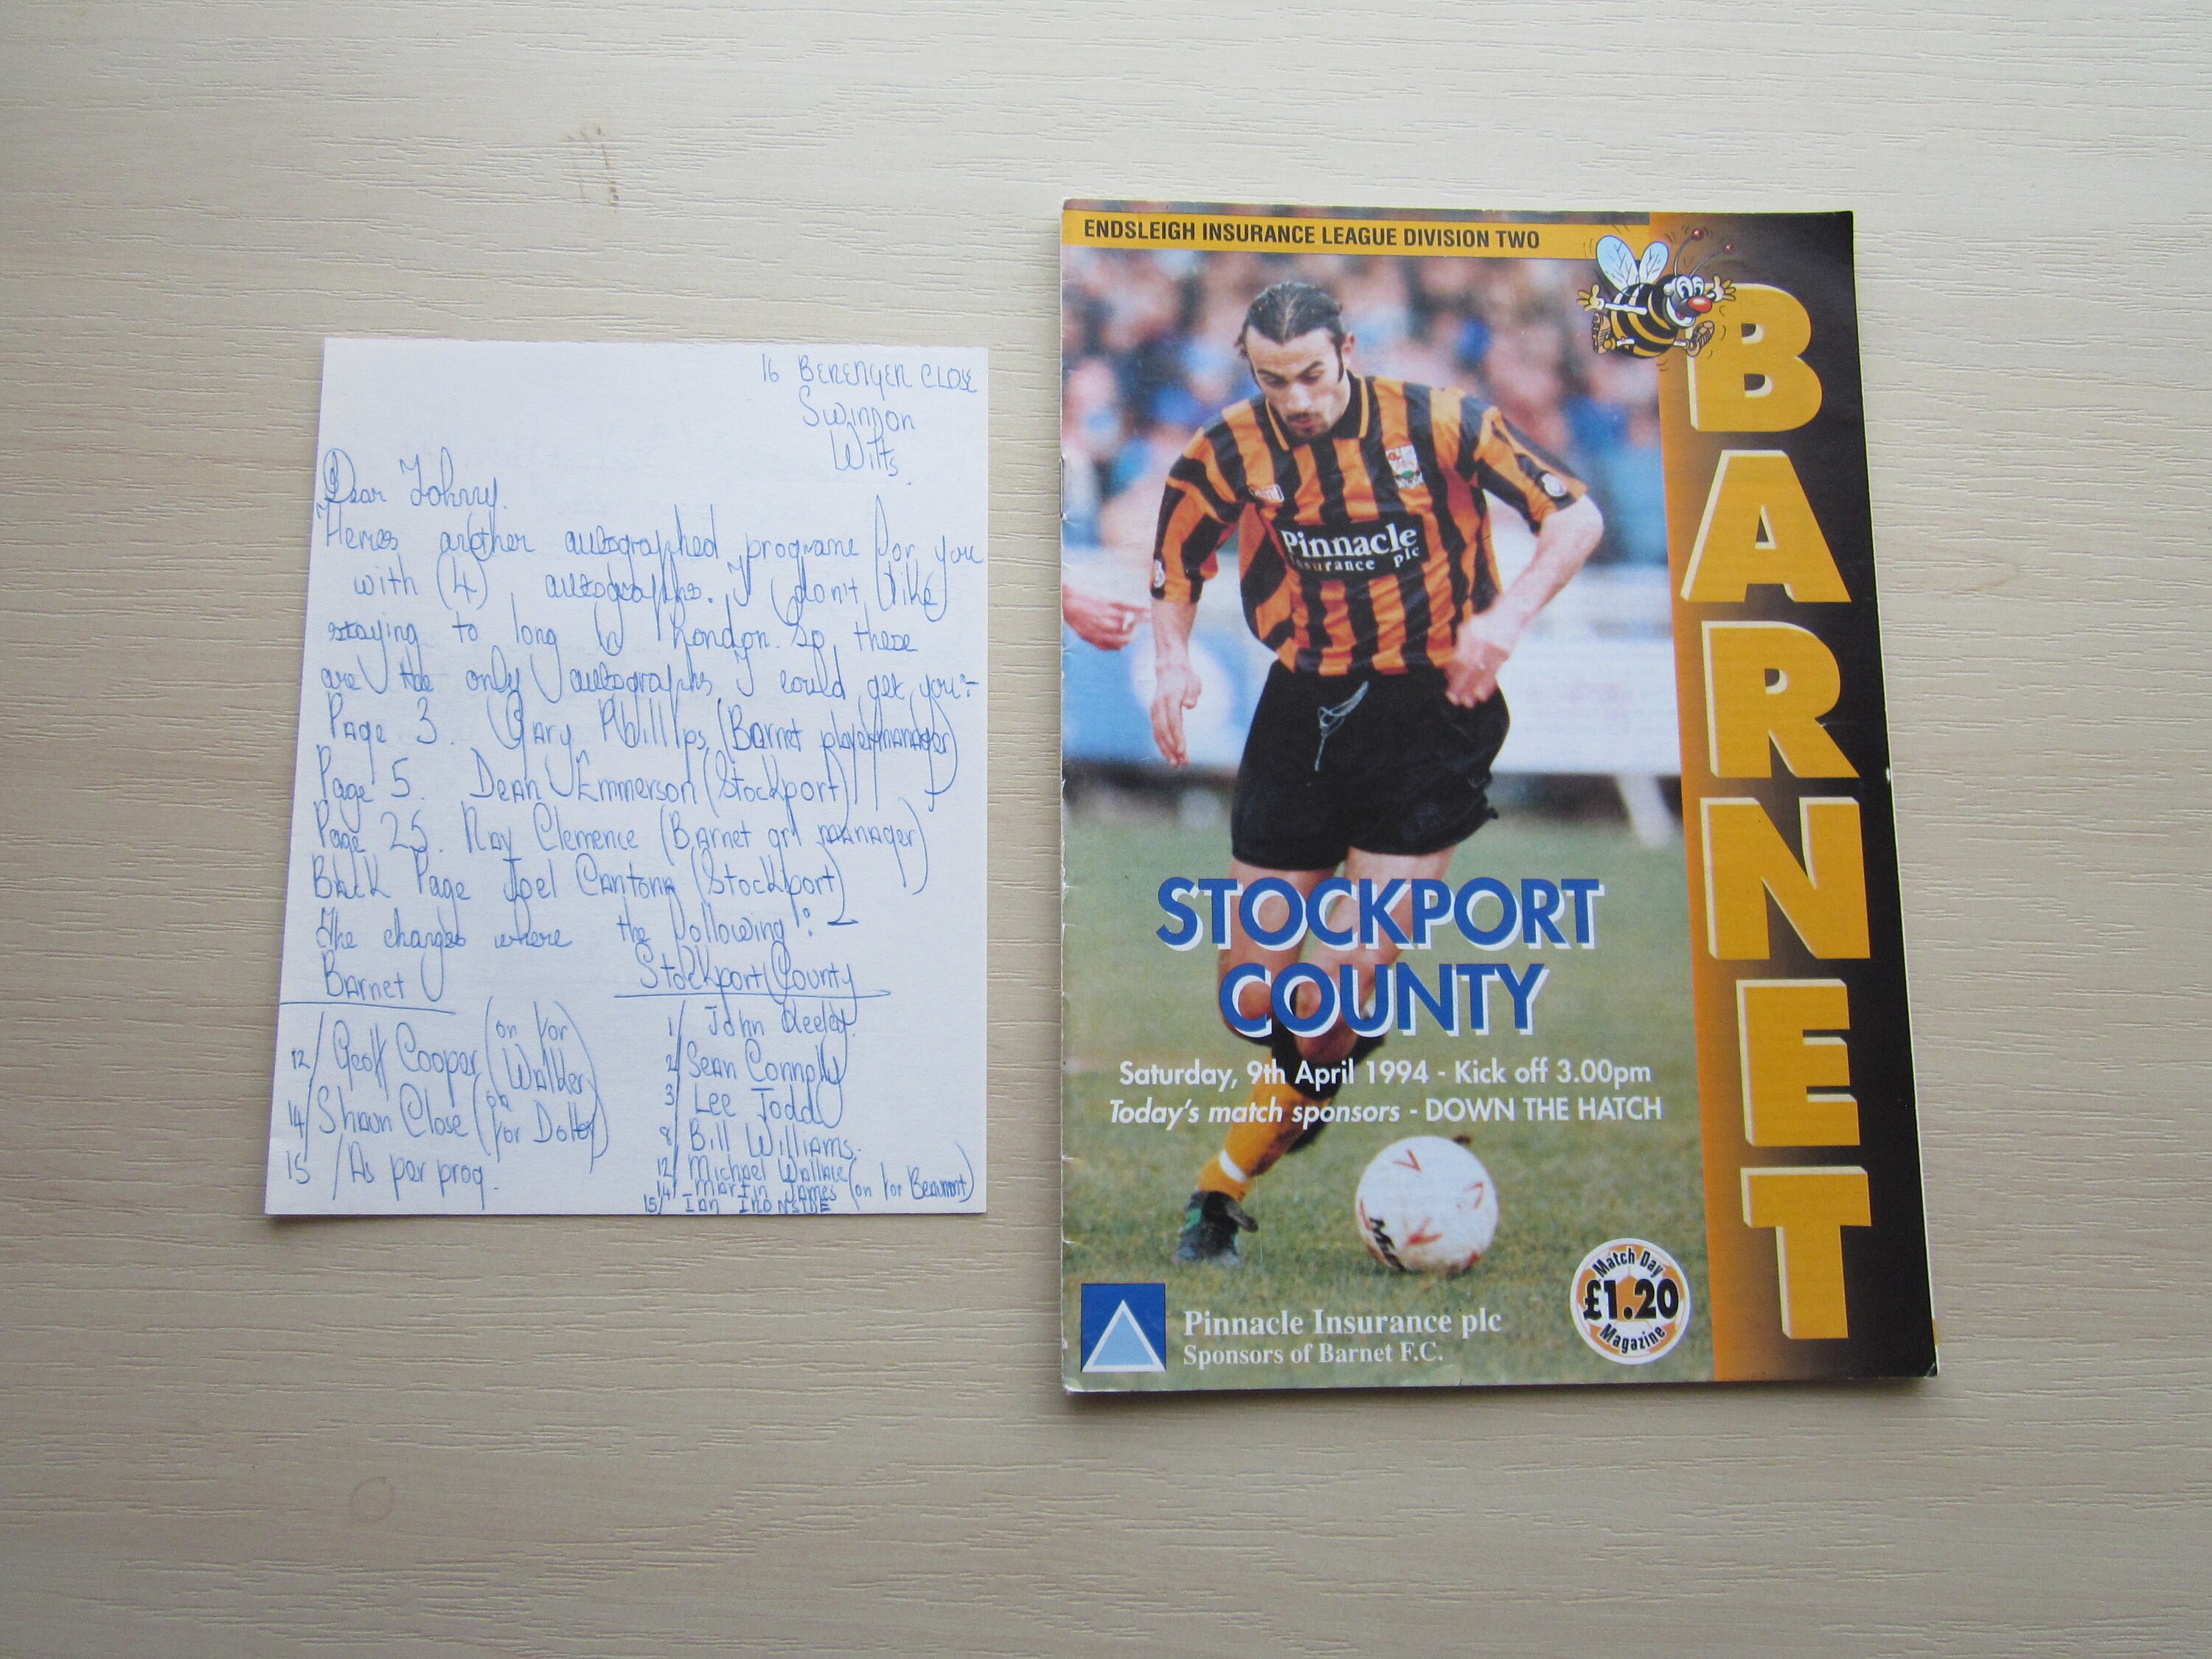 16 BERENGER CLOSE
Swindon
Wilts.
Dear Johnny.
Heres another autographed programe for you
with (4) autographs. I don't like
staying to long in London. So these
are the only autographs I could get you:-
Page 3. Gary Phillips (Barnet player/manager)
Page 5. Dean Emmerson (Stockport)
Page 25. Ray Clemence (Barnet gn manager)
Back Page Joel Cantona (Stockport)
The changes where the following:-
Barnet
12/ Geoff Cooper (on for Walker)
14/ Shaun Close (on for Dolby)
15 /As per prog.
Stockport County
1/ John Keeley.
2/ Sean Connolly
3/ Lee Todd
8/ Bill Williams.
12/ Michael Wallace (on for Beaumont)
14/ Martin James
15/ Ian Ironside
ENDSLEIGH INSURANCE LEAGUE DIVISION TWO
BARNET
Pinnacle
insurance plc
STOCKPORT
COUNTY
Saturday, 9th April 1994 - Kick off 3.00pm
Today's match sponsors - DOWN THE HATCH
Pinnacle Insurance plc
Sponsors of Barnet F.C.
Match Day
£1.20
Magazine